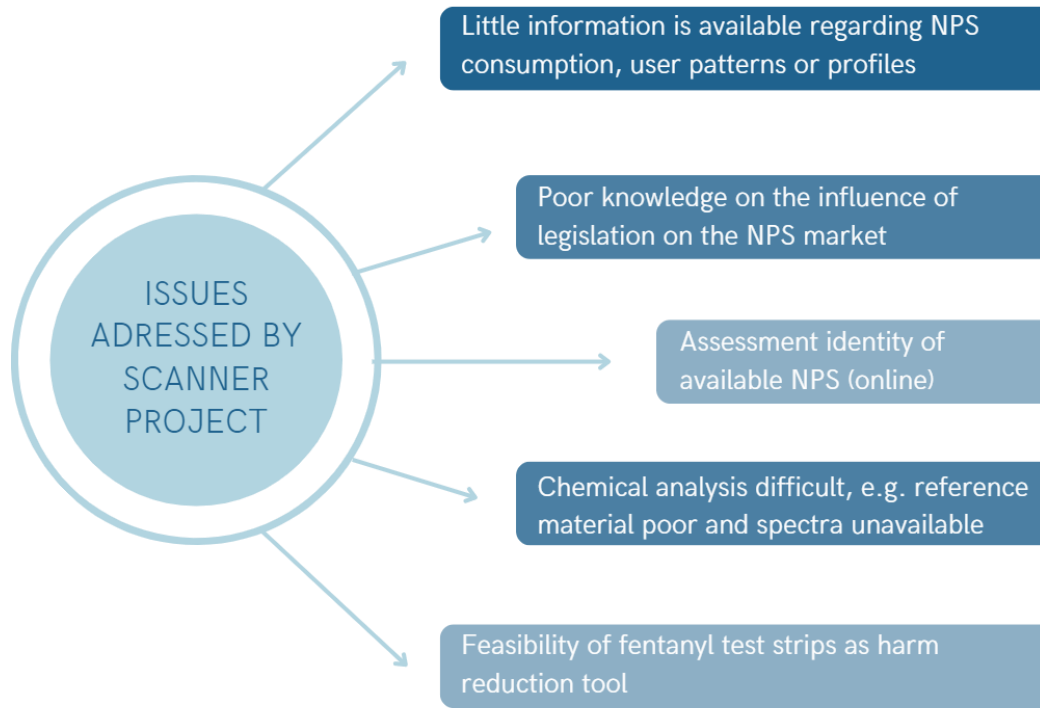 Little information is available regarding NPS
consumption, user patterns or profiles
Poor knowledge on the influence of
legislation on the NPS market
ISSUES
ADRESSED BY
SCANNER
PROJECT
Assessment identity of
available NPS (online)
Chemical analysis difficult, e.g. reference
material poor and spectra unavailable
Feasibility of fentanyl test strips as harm
reduction tool